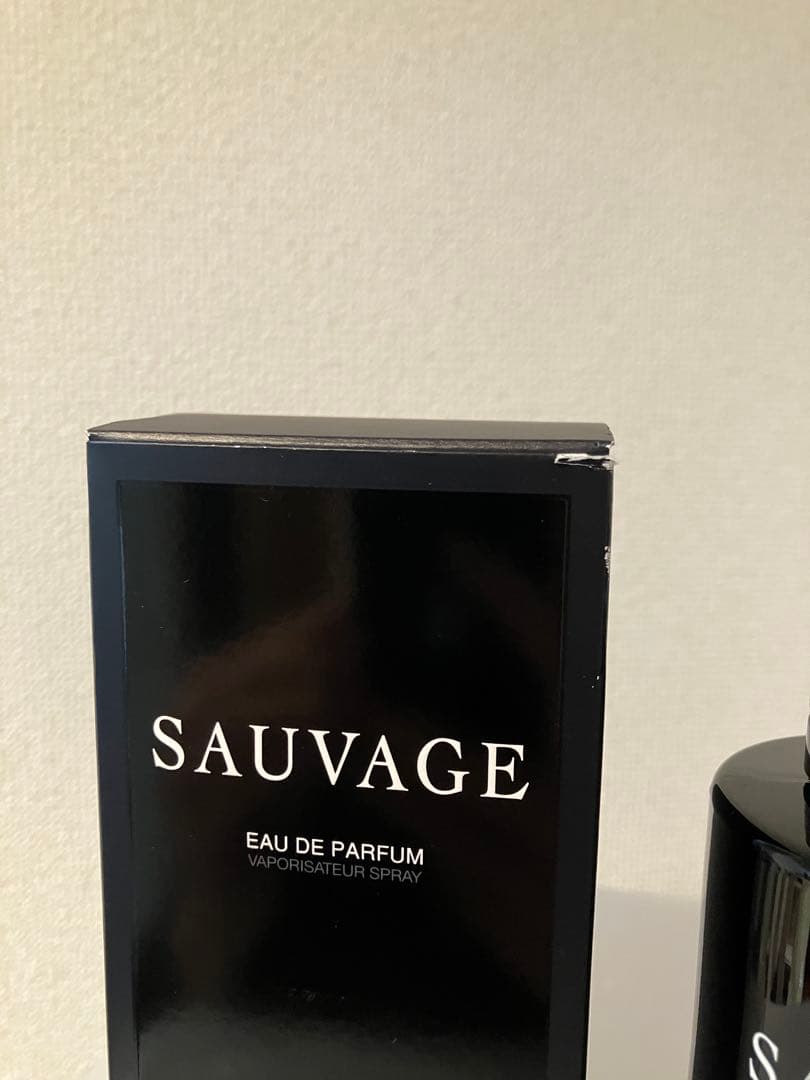 SAUVAGE
EAU DE PARFUM
VAPORISATEUR SPRAY
S